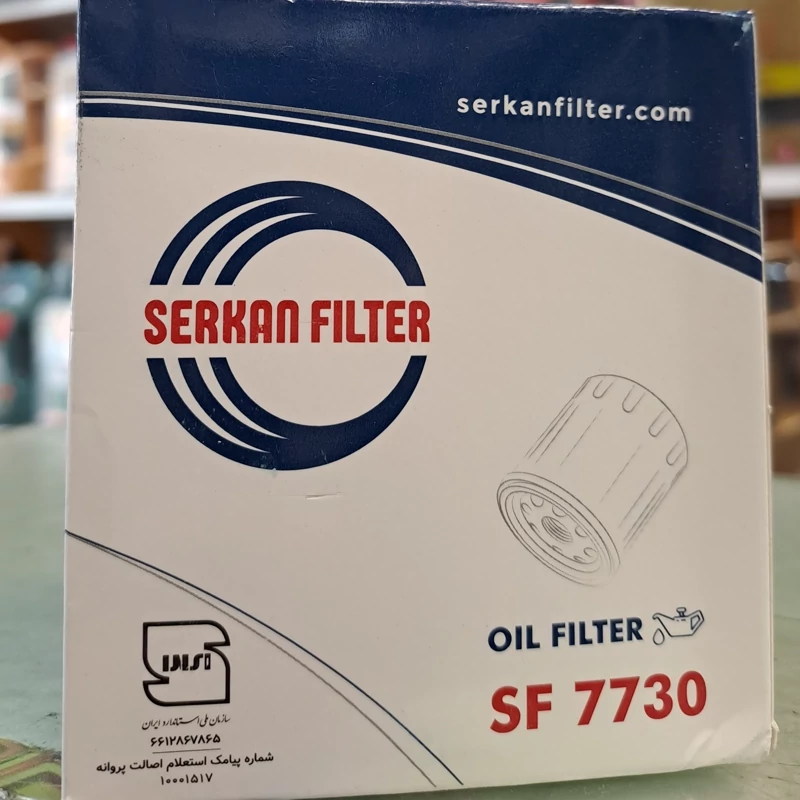 serkanfilter.com
SERKAN FILTER
OIL FILTER
SF 7730
سازمان ملی استاندارد ایران
۶۶۱۲۸۶۷۸۶۵
شماره پیامک استعلام اصالت پروانه
۱۰۰۰۱۵۱۷